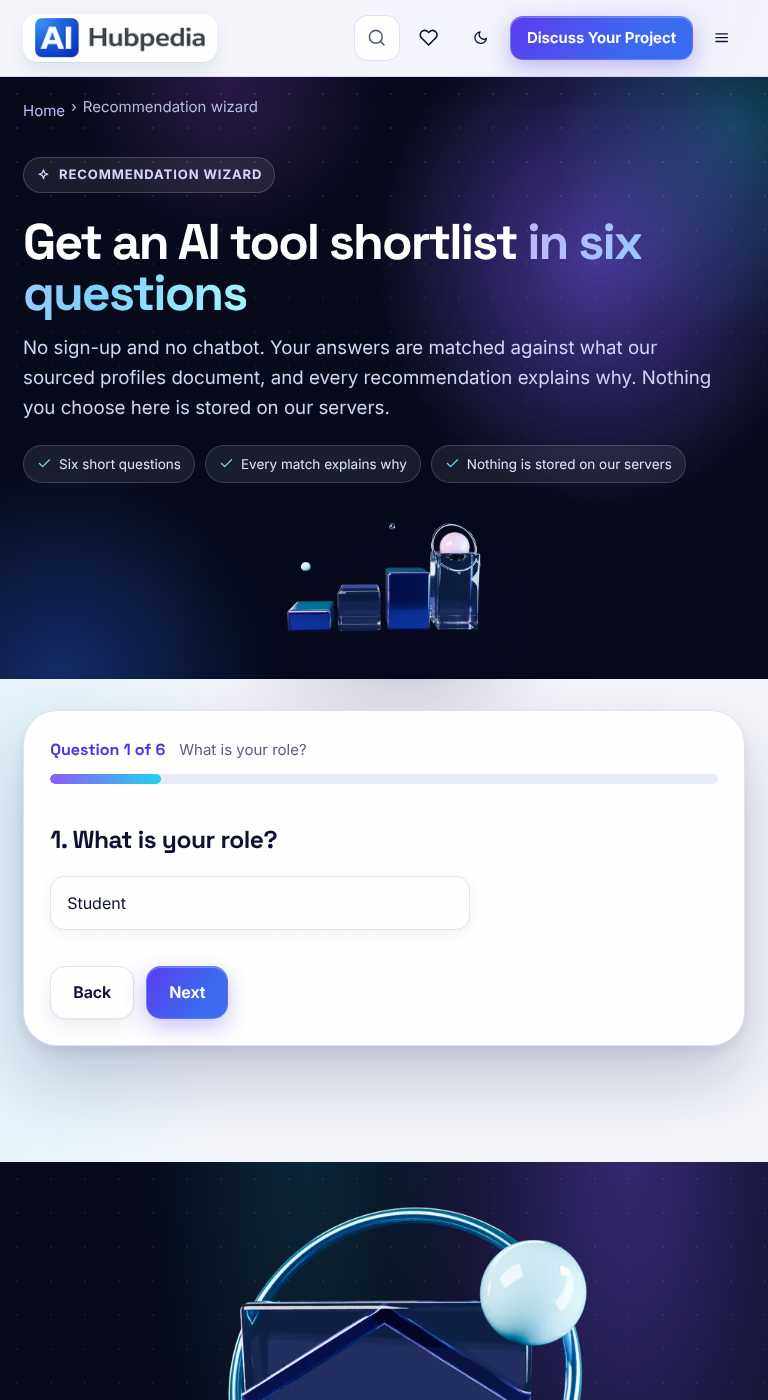 AI Hubpedia
Discuss Your Project
Home › Recommendation wizard
RECOMMENDATION WIZARD
Get an AI tool shortlist in six
questions
No sign-up and no chatbot. Your answers are matched against what our
sourced profiles document, and every recommendation explains why. Nothing
you choose here is stored on our servers.
Six short questions
Every match explains why
Nothing is stored on our servers
Question 1 of 6 What is your role?
1. What is your role?
Student
Back
Next